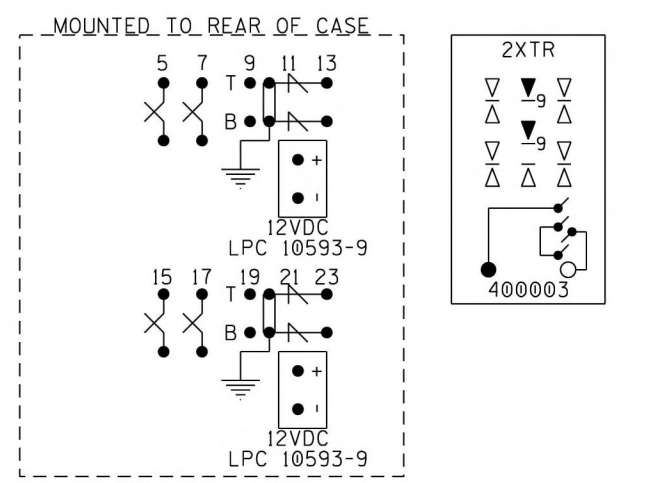 MOUNTED TO REAR OF CASE
5 7 9 11 13
T
B
+
-
12VDC
LPC 10593-9
15 17 19 21 23
T
B
+
-
12VDC
LPC 10593-9
2XTR
9
9
400003